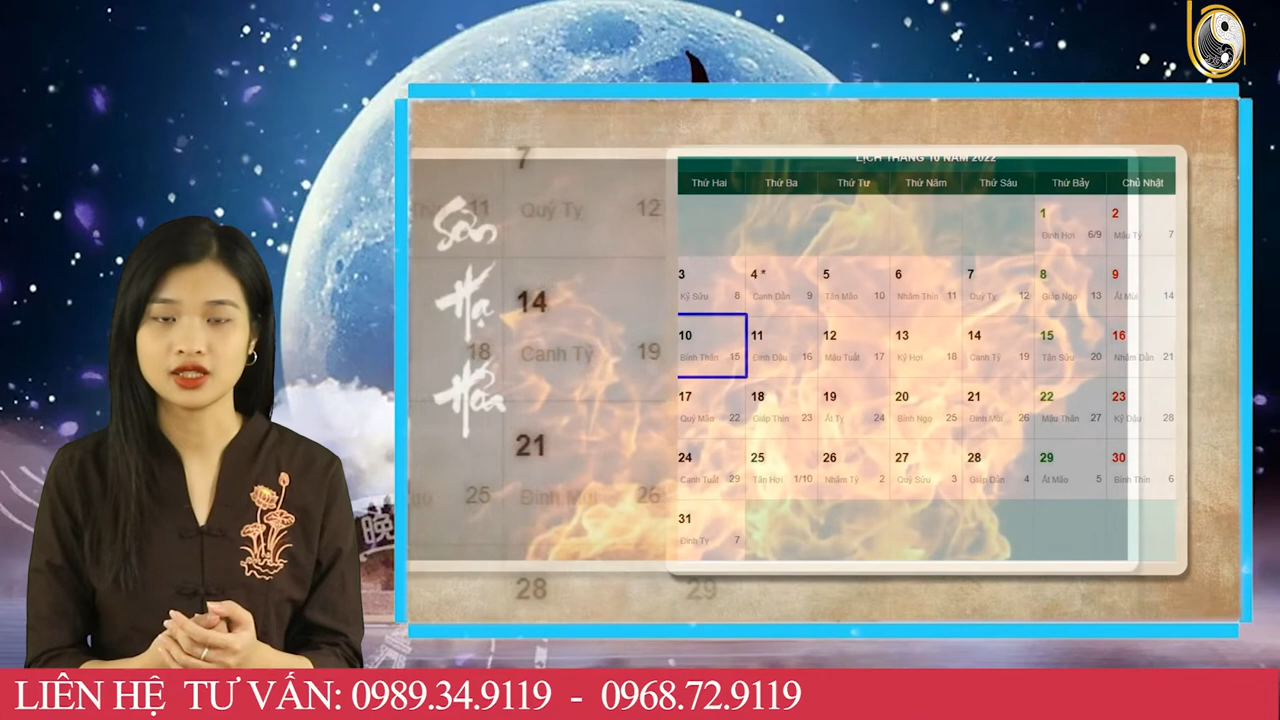 7
11 Quý Tỵ 12
Sơn
Hạ
Hỏa
14
18 Canh Tý 19
21
25 Đinh Mùi 26
28 29
LỊCH THÁNG 10 NĂM 2022
Thứ Hai Thứ Ba Thứ Tư Thứ Năm Thứ Sáu Thứ Bảy Chủ Nhật
1 2
Đinh Hợi 6/9 Mậu Tý 7
3 4 * 5 6 7 8 9
Kỷ Sửu 8 Canh Dần 9 Tân Mão 10 Nhâm Thìn 11 Quý Tỵ 12 Giáp Ngọ 13 Ất Mùi 14
10 11 12 13 14 15 16
Bính Thân 15 Đinh Dậu 16 Mậu Tuất 17 Kỷ Hợi 18 Canh Tý 19 Tân Sửu 20 Nhâm Dần 21
17 18 19 20 21 22 23
Quý Mão 22 Giáp Thìn 23 Ất Tỵ 24 Bính Ngọ 25 Đinh Mùi 26 Mậu Thân 27 Kỷ Dậu 28
24 25 26 27 28 29 30
Canh Tuất 29 Tân Hợi 1/10 Nhâm Tý 2 Quý Sửu 3 Giáp Dần 4 Ất Mão 5 Bính Thìn 6
31
Đinh Tỵ 7
晚
LIÊN HỆ TƯ VẤN: 0989.34.9119 - 0968.72.9119